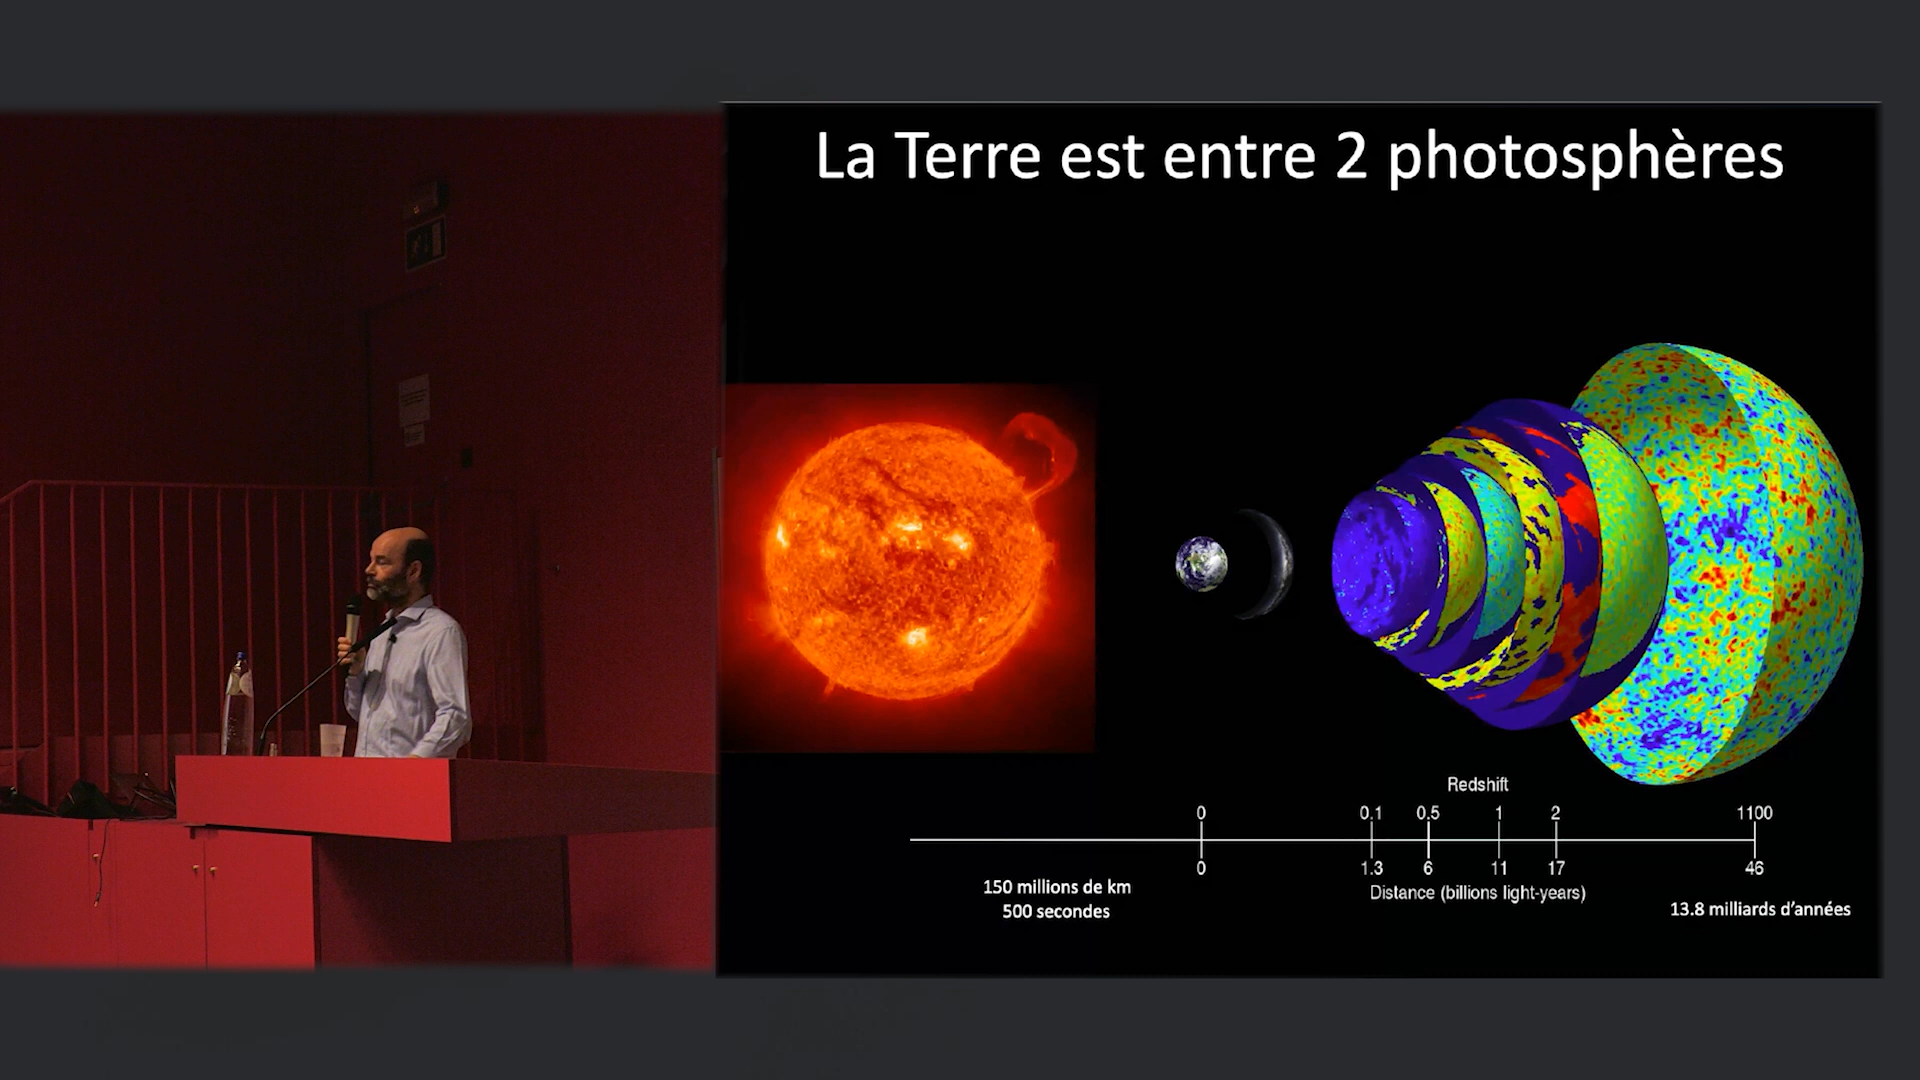 La Terre est entre 2 photosphères
Redshift
0 0.1 0.5 1 2 1100
0 1.3 6 11 17 46
Distance (billions light-years)
150 millions de km
500 secondes
13.8 milliards d'années